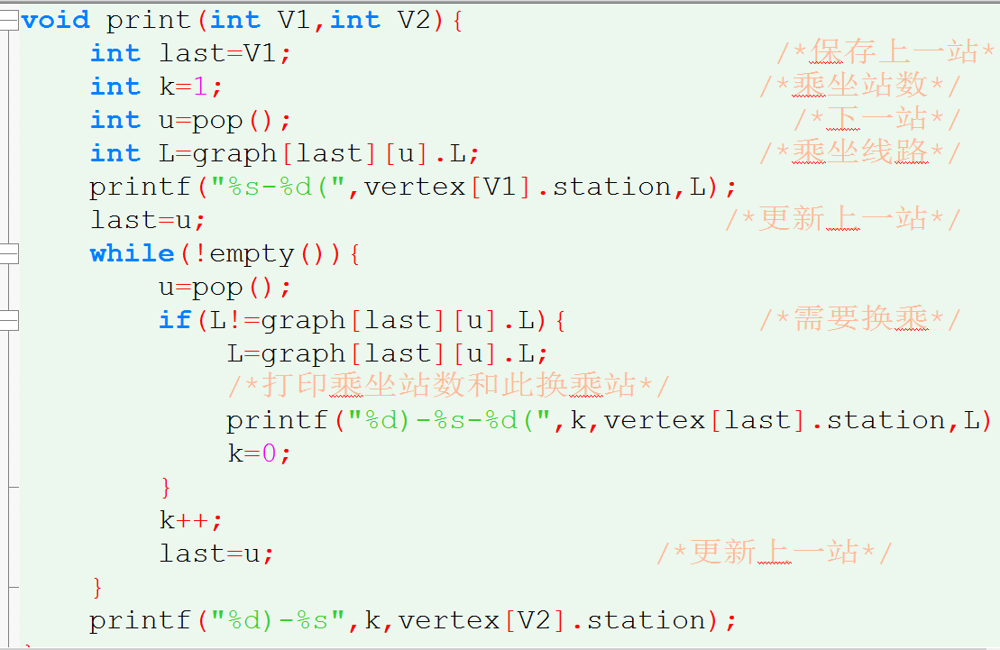 void print(int V1,int V2){
int last=V1; /*保存上一站*
int k=1; /*乘坐站数*/
int u=pop(); /*下一站*/
int L=graph[last][u].L; /*乘坐线路*/
printf("%s-%d(",vertex[V1].station,L);
last=u; /*更新上一站*/
while(!empty()){
u=pop();
if(L!=graph[last][u].L){ /*需要换乘*/
L=graph[last][u].L;
/*打印乘坐站数和此换乘站*/
printf("%d)-%s-%d(",k,vertex[last].station,L)
k=0;
}
k++;
last=u; /*更新上一站*/
}
printf("%d)-%s",k,vertex[V2].station);